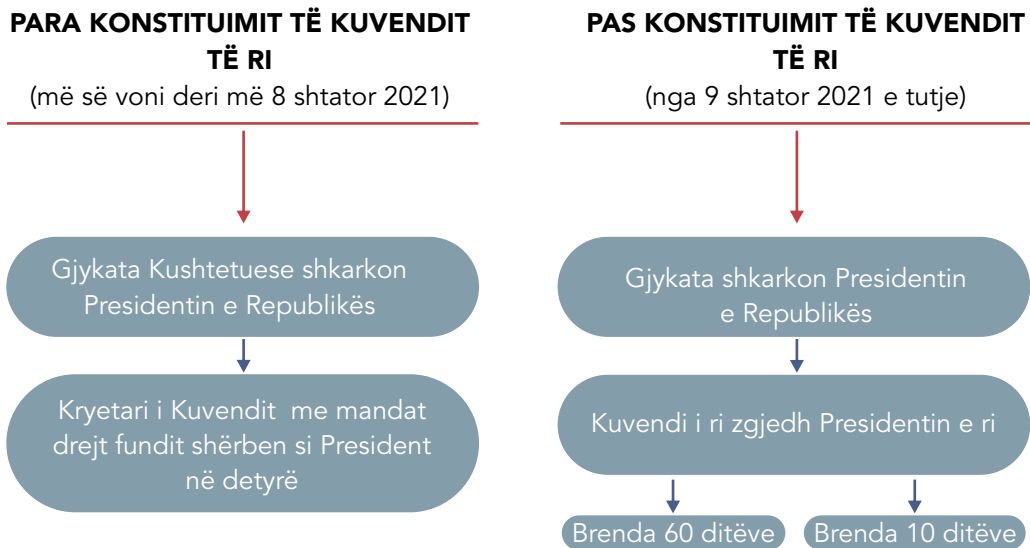 PARA KONSTITUIMIT TË KUVENDIT
TË RI
(më së voni deri më 8 shtator 2021)
Gjykata Kushtetuese shkarkon
Presidentin e Republikës
Kryetari i Kuvendit me mandat
drejt fundit shërben si President
në detyrë
PAS KONSTITUIMIT TË KUVENDIT
TË RI
(nga 9 shtator 2021 e tutje)
Gjykata shkarkon Presidentin
e Republikës
Kuvendi i ri zgjedh Presidentin e ri
Brenda 60 ditëve
Brenda 10 ditëve